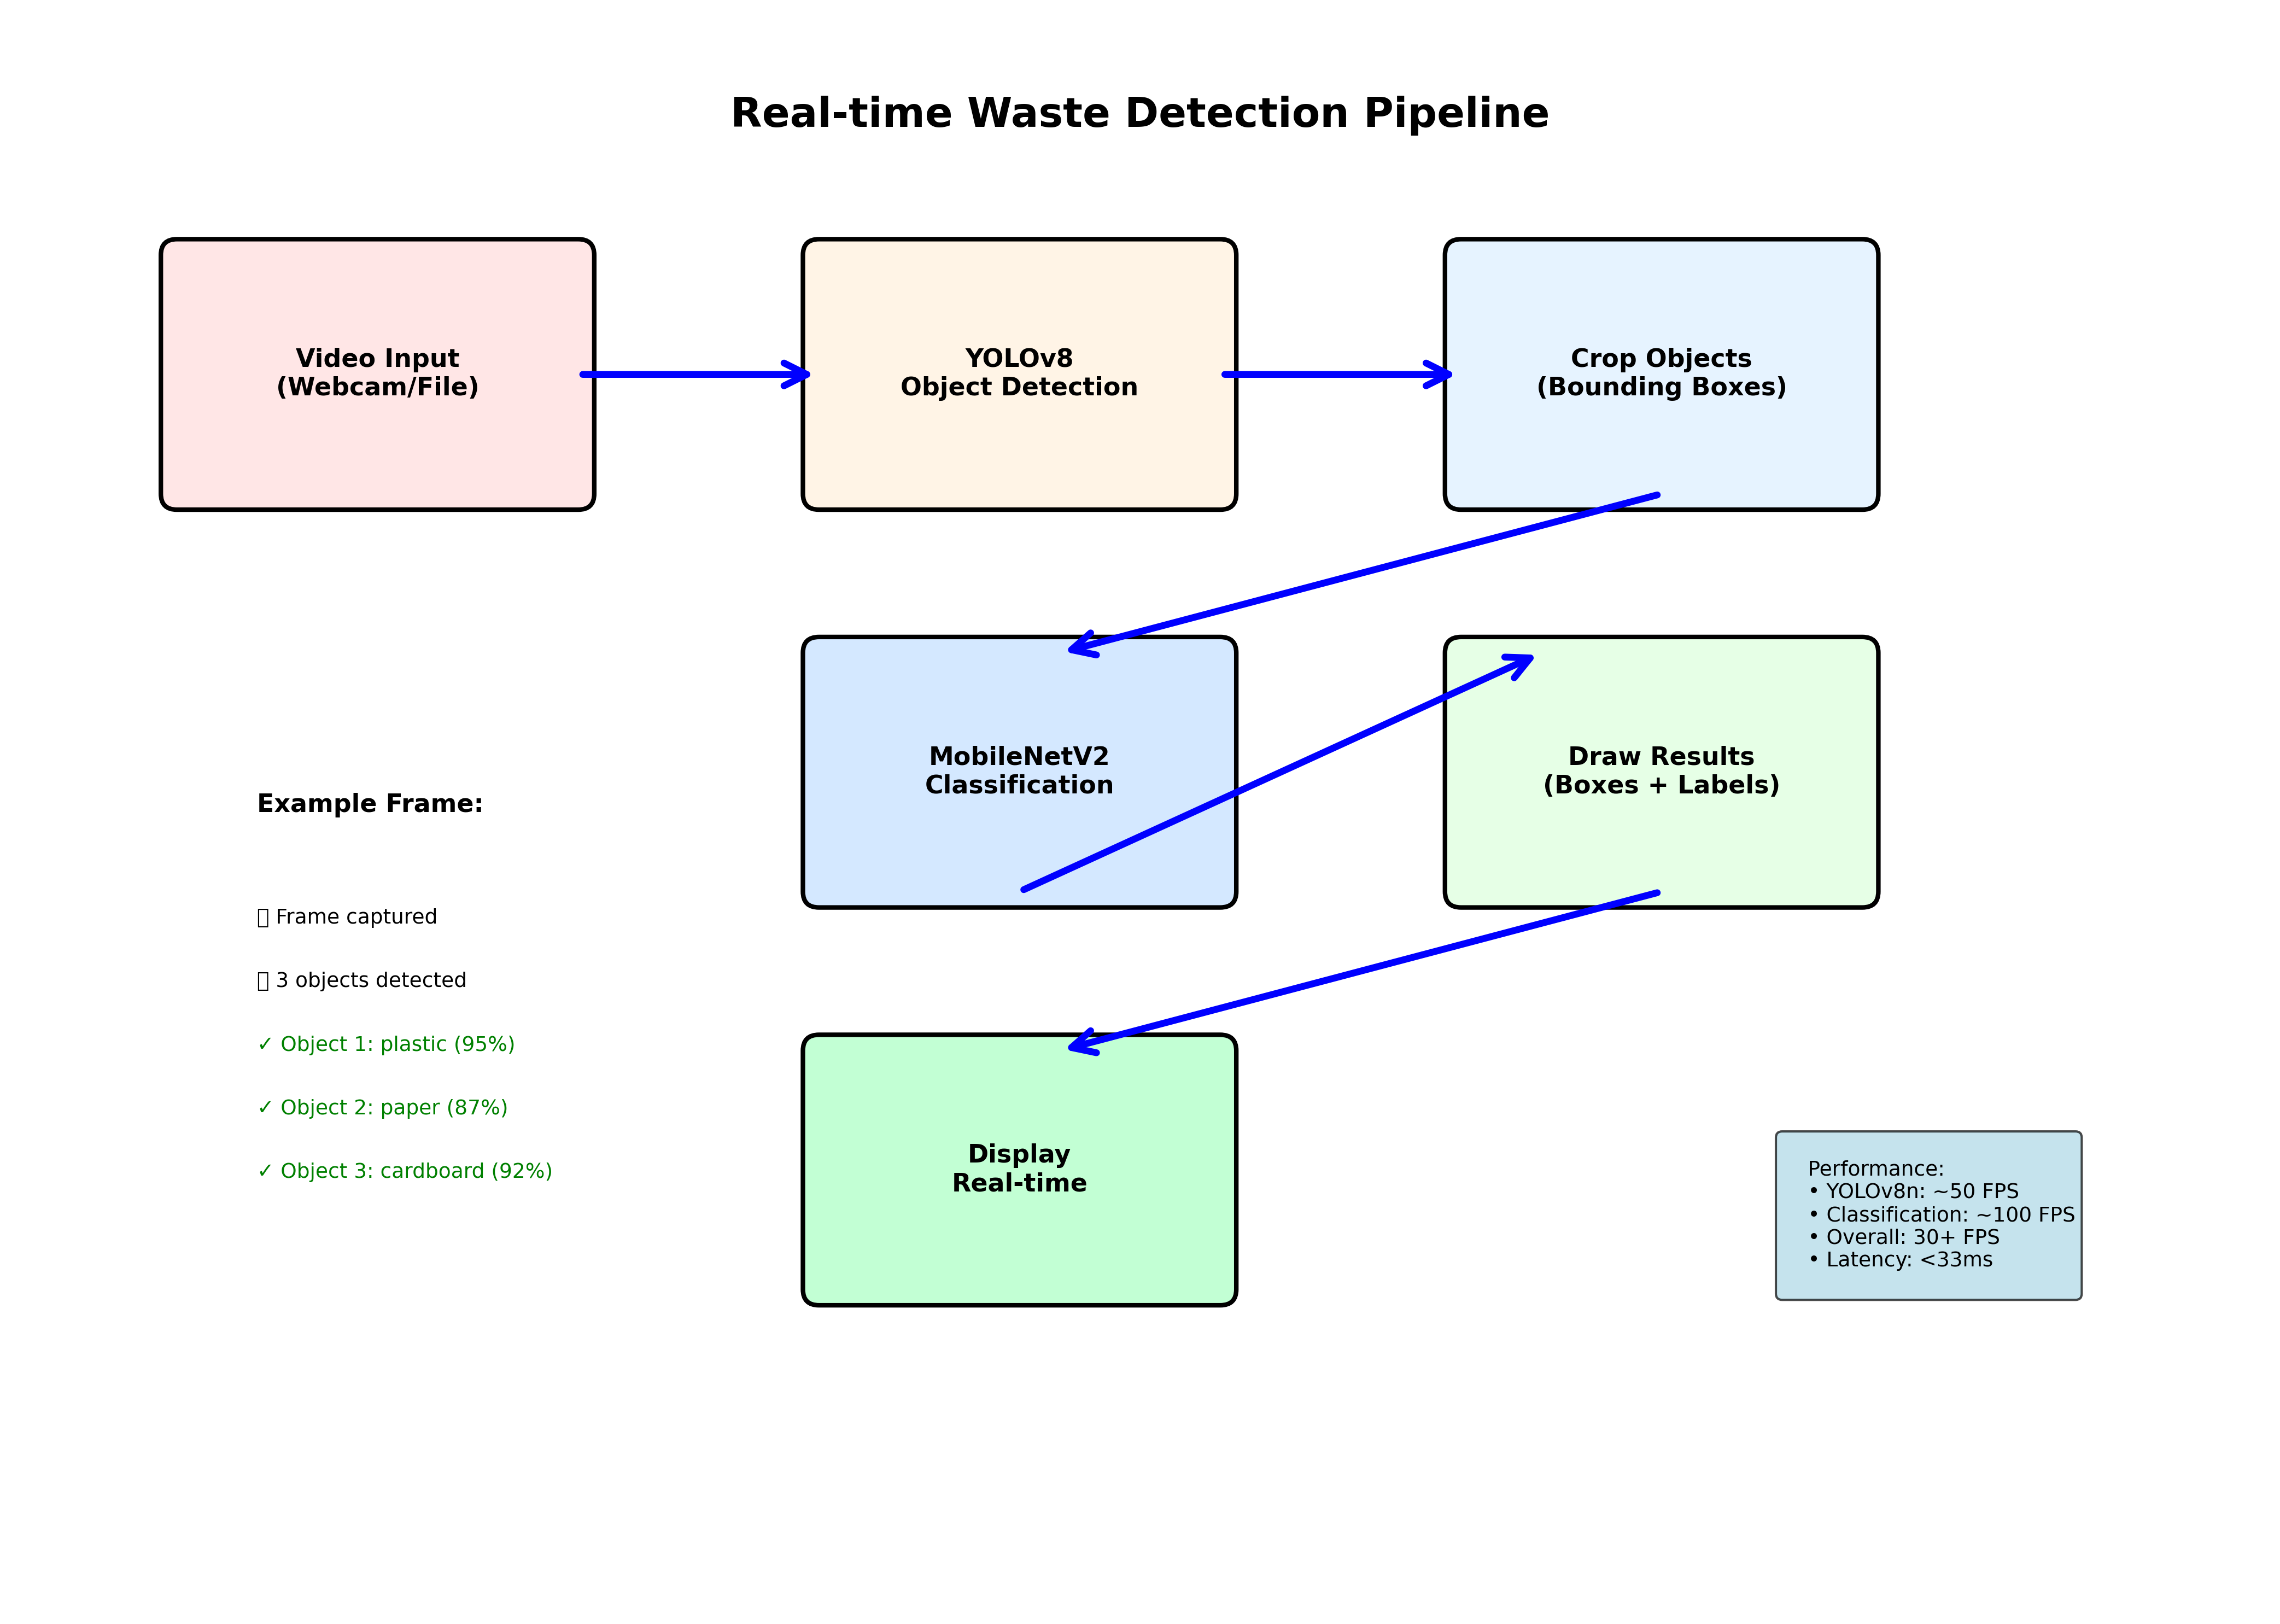 Real-time Waste Detection Pipeline
Video Input
(Webcam/File)
YOLOv8
Object Detection
Crop Objects
(Bounding Boxes)
MobileNetV2
Classification
Draw Results
(Boxes + Labels)
Display
Real-time
Example Frame:
▯ Frame captured
▯ 3 objects detected
✓ Object 1: plastic (95%)
✓ Object 2: paper (87%)
✓ Object 3: cardboard (92%)
Performance:
• YOLOv8n: ~50 FPS
• Classification: ~100 FPS
• Overall: 30+ FPS
• Latency: <33ms